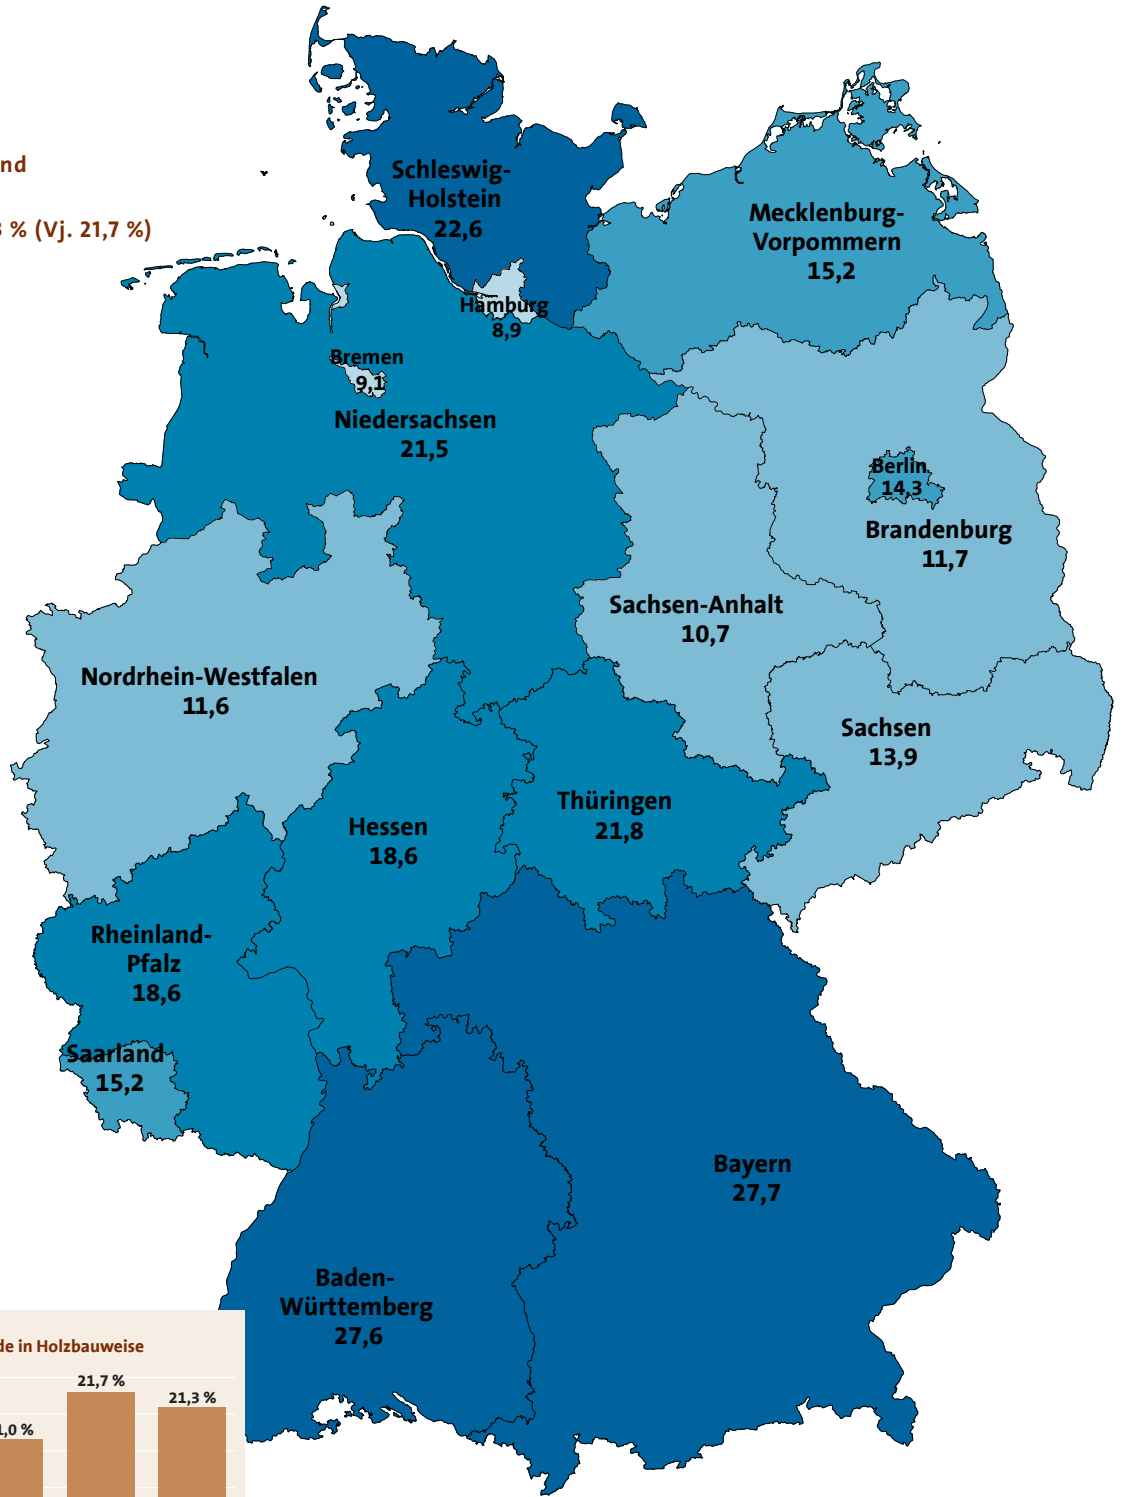 % (Vj. 21,7 %)
Schleswig-
Holstein
22,6
Mecklenburg-
Vorpommern
15,2
Hamburg
8,9
Bremen
9,1
Niedersachsen
21,5
Berlin
14,3
Brandenburg
11,7
Sachsen-Anhalt
10,7
Nordrhein-Westfalen
11,6
Sachsen
13,9
Thüringen
21,8
Hessen
18,6
Rheinland-
Pfalz
18,6
Saarland
15,2
Bayern
27,7
Baden-
Württemberg
27,6
in Holzbauweise
21,7 %
21,3 %